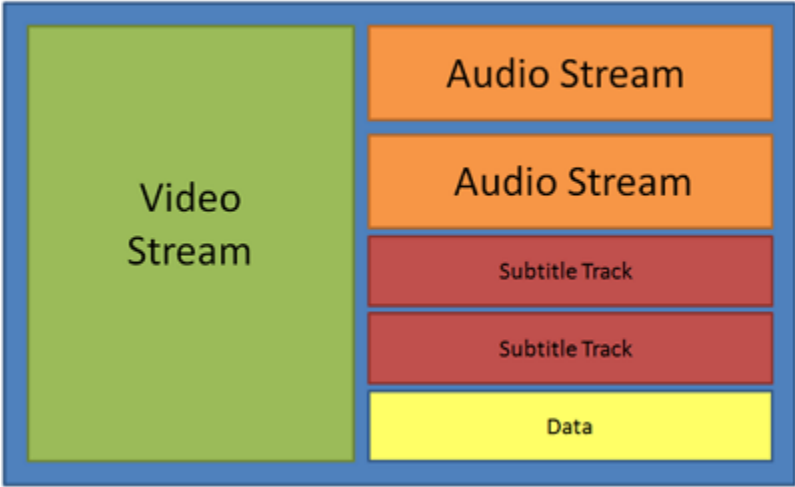 Video
Stream
Audio Stream
Audio Stream
Subtitle Track
Subtitle Track
Data